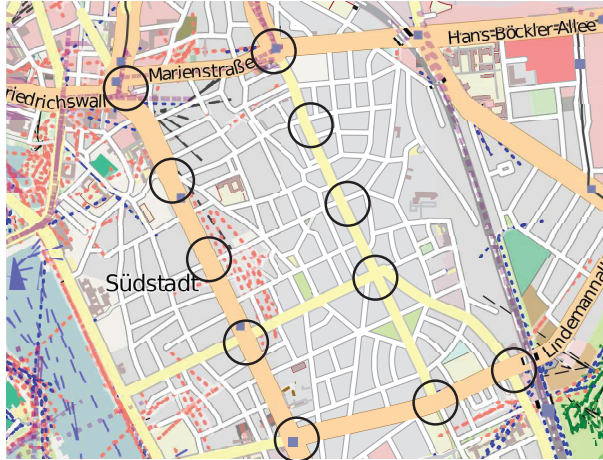 Hans-Böckler-Allee
Marienstraße
riedrichswall
Südstadt
Lindemannall